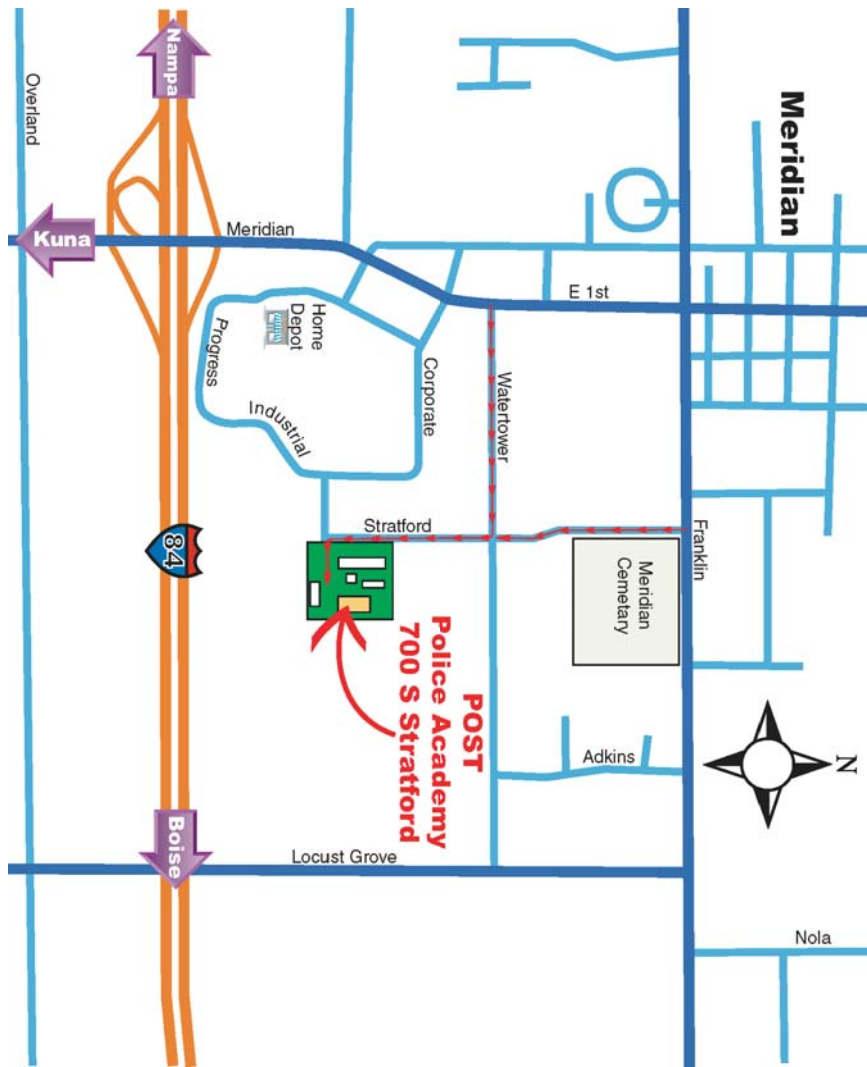 Meridian
N
Nola
Franklin
Meridian
Cemetary
Adkins
E 1st
Watertower
Stratford
POST
Police Academy
700 S Stratford
Locust Grove
Corporate
Home
Depot
Industrial
Progress
Meridian
Nampa
84
Boise
Kuna
Overland